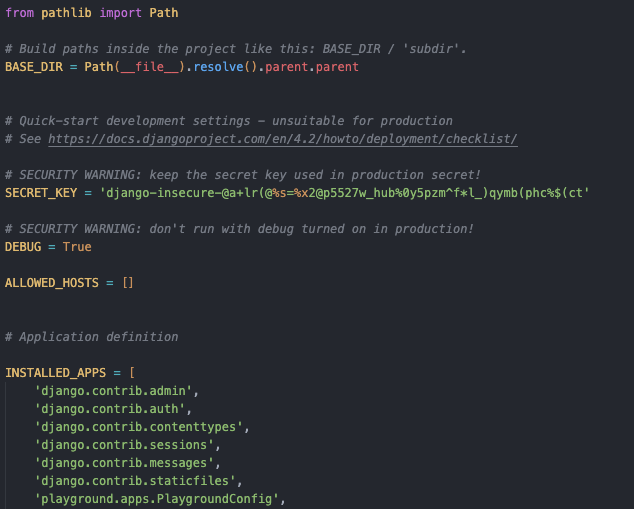 from pathlib import Path
# Build paths inside the project like this: BASE_DIR / 'subdir'.
BASE_DIR = Path(__file__).resolve().parent.parent
# Quick-start development settings - unsuitable for production
# See https://docs.djangoproject.com/en/4.2/howto/deployment/checklist/
# SECURITY WARNING: keep the secret key used in production secret!
SECRET_KEY = 'django-insecure-@a+lr(@%s=%x2@p5527w_hub%0y5pzm^f*l_)qymb(phc%$(ct'
# SECURITY WARNING: don't run with debug turned on in production!
DEBUG = True
ALLOWED_HOSTS = []
# Application definition
INSTALLED_APPS = [
'django.contrib.admin',
'django.contrib.auth',
'django.contrib.contenttypes',
'django.contrib.sessions',
'django.contrib.messages',
'django.contrib.staticfiles',
'playground.apps.PlaygroundConfig',